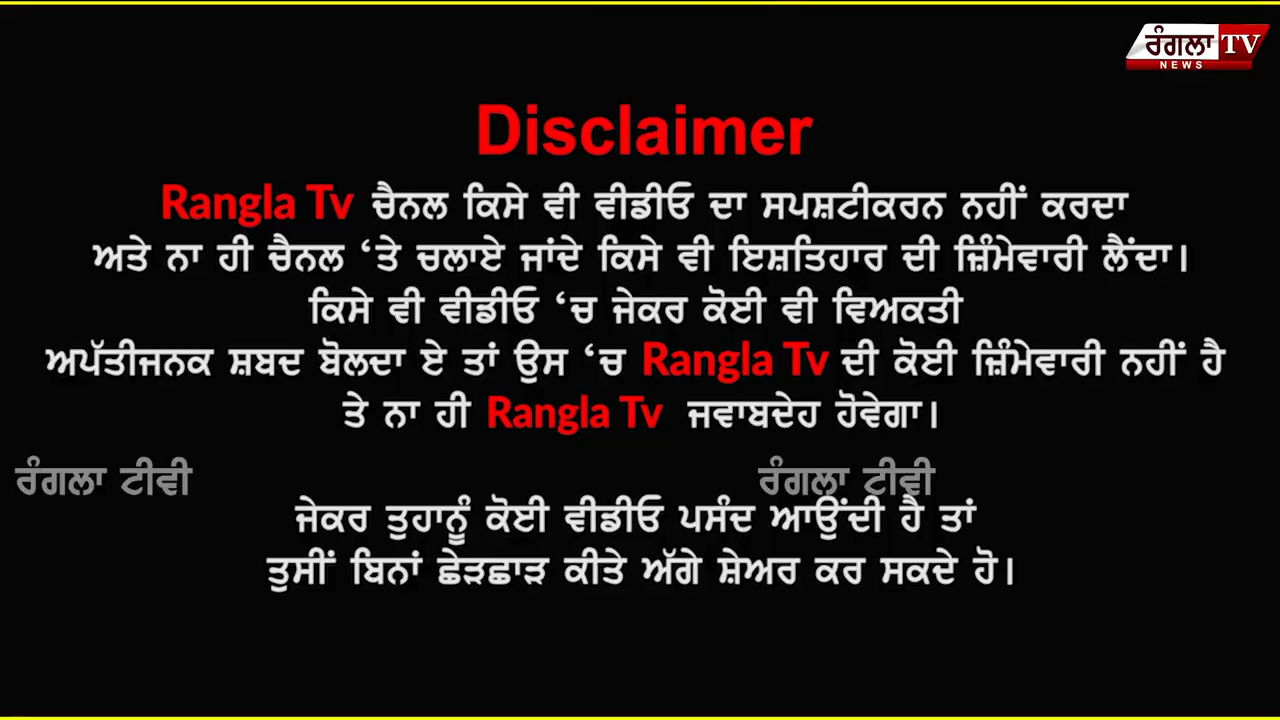 ਰੰਗਲਾ TV
NEWS
Disclaimer
Rangla Tv ਚੈਨਲ ਕਿਸੇ ਵੀ ਵੀਡੀਓ ਦਾ ਸਪਸ਼ਟੀਕਰਨ ਨਹੀਂ ਕਰਦਾ
ਅਤੇ ਨਾ ਹੀ ਚੈਨਲ ‘ਤੇ ਚਲਾਏ ਜਾਂਦੇ ਕਿਸੇ ਵੀ ਇਸ਼ਤਿਹਾਰ ਦੀ ਜ਼ਿੰਮੇਵਾਰੀ ਲੈਂਦਾ।
ਕਿਸੇ ਵੀ ਵੀਡੀਓ ‘ਚ ਜੇਕਰ ਕੋਈ ਵੀ ਵਿਅਕਤੀ
ਅਪੱਤੀਜਨਕ ਸ਼ਬਦ ਬੋਲਦਾ ਏ ਤਾਂ ਉਸ ‘ਚ Rangla Tv ਦੀ ਕੋਈ ਜ਼ਿੰਮੇਵਾਰੀ ਨਹੀਂ ਹੈ
ਤੇ ਨਾ ਹੀ Rangla Tv ਜਵਾਬਦੇਹ ਹੋਵੇਗਾ।
ਰੰਗਲਾ ਟੀਵੀ ਰੰਗਲਾ ਟੀਵੀ
ਜੇਕਰ ਤੁਹਾਨੂੰ ਕੋਈ ਵੀਡੀਓ ਪਸੰਦ ਆਉਂਦੀ ਹੈ ਤਾਂ
ਤੁਸੀਂ ਬਿਨਾਂ ਛੇੜਛਾੜ ਕੀਤੇ ਅੱਗੇ ਸ਼ੇਅਰ ਕਰ ਸਕਦੇ ਹੋ।